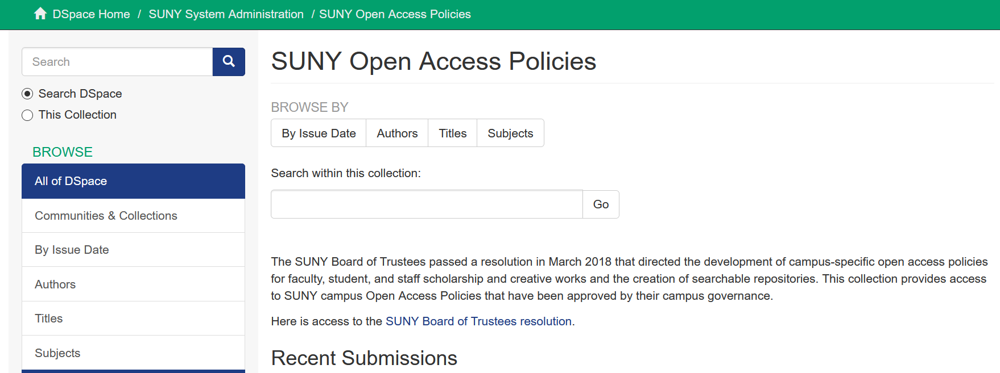 DSpace Home / SUNY System Administration / SUNY Open Access Policies
Search
Search DSpace
This Collection
BROWSE
All of DSpace
Communities & Collections
By Issue Date
Authors
Titles
Subjects
SUNY Open Access Policies
BROWSE BY
By Issue Date Authors Titles Subjects
Search within this collection:
Go
The SUNY Board of Trustees passed a resolution in March 2018 that directed the development of campus-specific open access policies
for faculty, student, and staff scholarship and creative works and the creation of searchable repositories. This collection provides access
to SUNY campus Open Access Policies that have been approved by their campus governance.
Here is access to the SUNY Board of Trustees resolution.
Recent Submissions